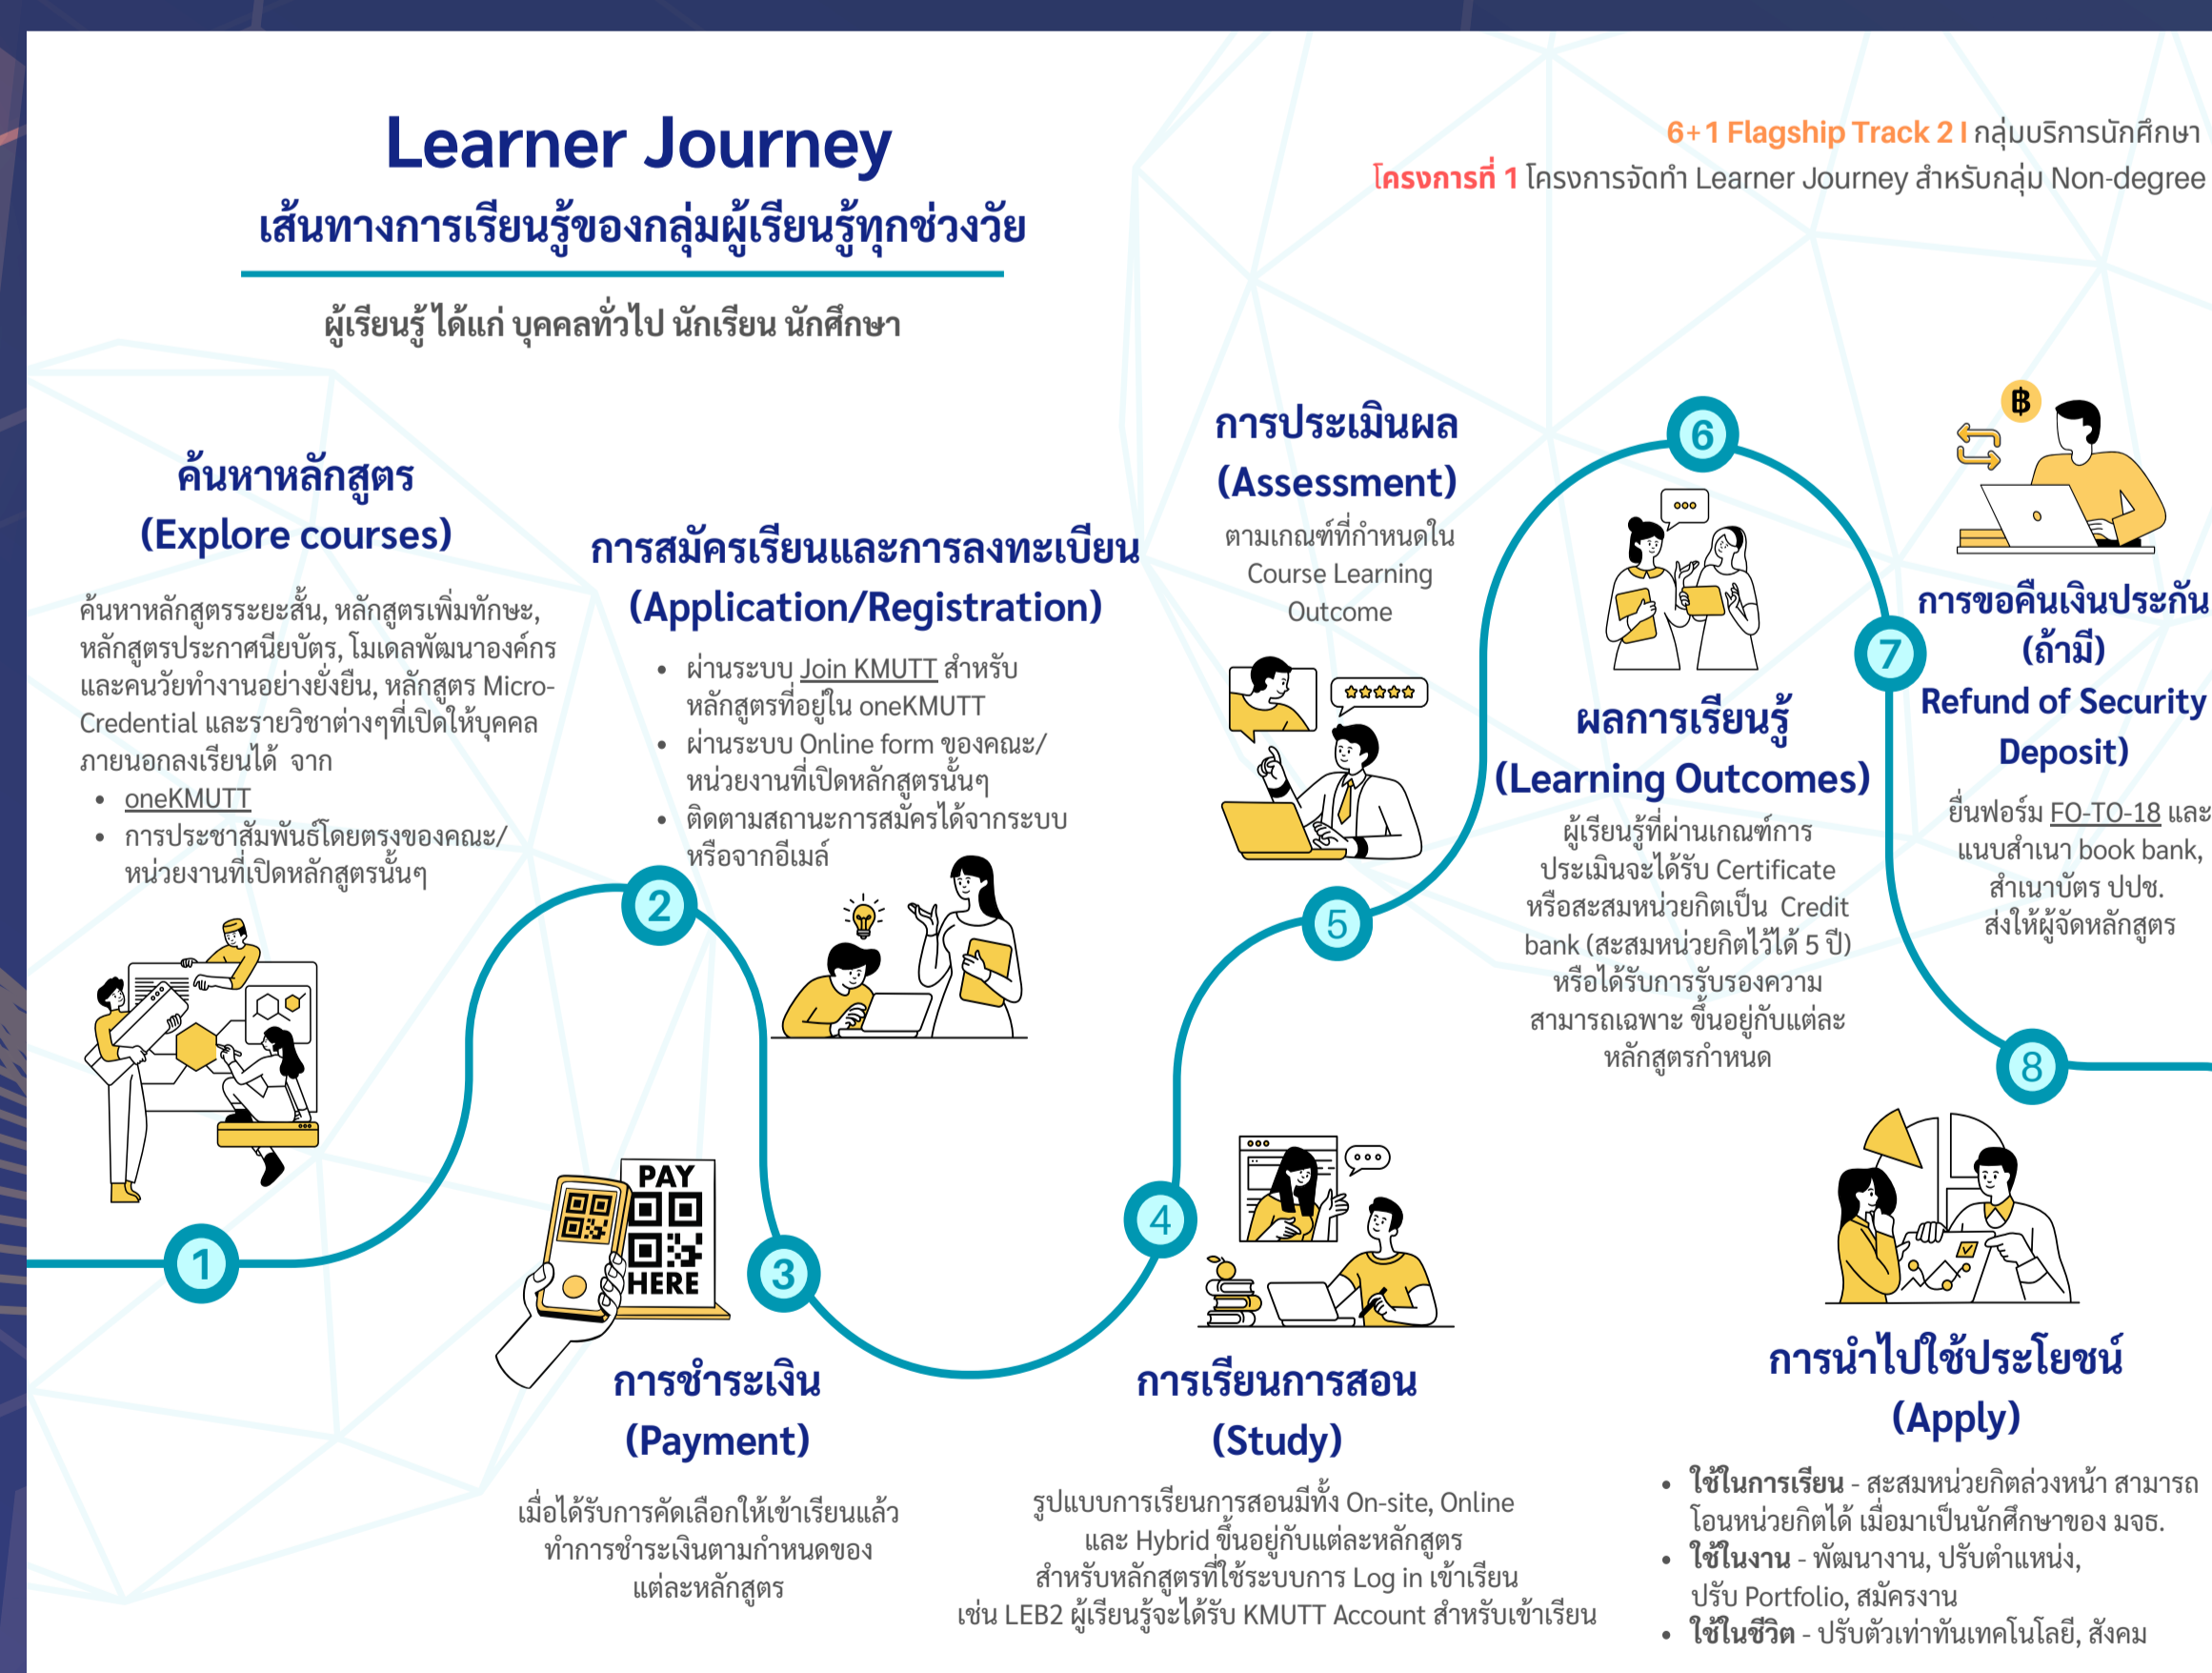 Learner Journey
เส้นทางการเรียนรู้ของกลุ่มผู้เรียนรู้ทุกช่วงวัย
ผู้เรียนรู้ ได้แก่ บุคคลทั่วไป นักเรียน นักศึกษา
6+1 Flagship Track 2 I กลุ่มบริการนักศึกษา
โครงการที่ 1 โครงการจัดทำ Learner Journey สำหรับกลุ่ม Non-degree
1
ค้นหาหลักสูตร
(Explore courses)
ค้นหาหลักสูตรระยะสั้น, หลักสูตรเพิ่มทักษะ,
หลักสูตรประกาศนียบัตร, โมเดลพัฒนาองค์กร
และคนวัยทำงานอย่างยั่งยืน, หลักสูตร Micro-
Credential และรายวิชาต่างๆที่เปิดให้บุคคล
ภายนอกลงเรียนได้ จาก
• oneKMUTT
• การประชาสัมพันธ์โดยตรงของคณะ/
หน่วยงานที่เปิดหลักสูตรนั้นๆ
2
การสมัครเรียนและการลงทะเบียน
(Application/Registration)
• ผ่านระบบ Join KMUTT สำหรับ
หลักสูตรที่อยู่ใน oneKMUTT
• ผ่านระบบ Online form ของคณะ/
หน่วยงานที่เปิดหลักสูตรนั้นๆ
• ติดตามสถานะการสมัครได้จากระบบ
หรือจากอีเมล์
3
PAY
HERE
การชำระเงิน
(Payment)
เมื่อได้รับการคัดเลือกให้เข้าเรียนแล้ว
ทำการชำระเงินตามกำหนดของ
แต่ละหลักสูตร
4
การเรียนการสอน
(Study)
รูปแบบการเรียนการสอนมีทั้ง On-site, Online
และ Hybrid ขึ้นอยู่กับแต่ละหลักสูตร
สำหรับหลักสูตรที่ใช้ระบบการ Log in เข้าเรียน
เช่น LEB2 ผู้เรียนรู้จะได้รับ KMUTT Account สำหรับเข้าเรียน
5
การประเมินผล
(Assessment)
ตามเกณฑ์ที่กำหนดใน
Course Learning
Outcome
6
ผลการเรียนรู้
(Learning Outcomes)
ผู้เรียนรู้ที่ผ่านเกณฑ์การ
ประเมินจะได้รับ Certificate
หรือสะสมหน่วยกิตเป็น Credit
bank (สะสมหน่วยกิตไว้ได้ 5 ปี)
หรือได้รับการรับรองความ
สามารถเฉพาะ ขึ้นอยู่กับแต่ละ
หลักสูตรกำหนด
7
฿
การขอคืนเงินประกัน
(ถ้ามี)
Refund of Security
Deposit)
ยื่นฟอร์ม FO-TO-18 และ
แนบสำเนา book bank,
สำเนาบัตร ปปช.
ส่งให้ผู้จัดหลักสูตร
8
การนำไปใช้ประโยชน์
(Apply)
• ใช้ในการเรียน - สะสมหน่วยกิตล่วงหน้า สามารถ
โอนหน่วยกิตได้ เมื่อมาเป็นนักศึกษาของ มจธ.
• ใช้ในงาน - พัฒนางาน, ปรับตำแหน่ง,
ปรับ Portfolio, สมัครงาน
• ใช้ในชีวิต - ปรับตัวเท่าทันเทคโนโลยี, สังคม